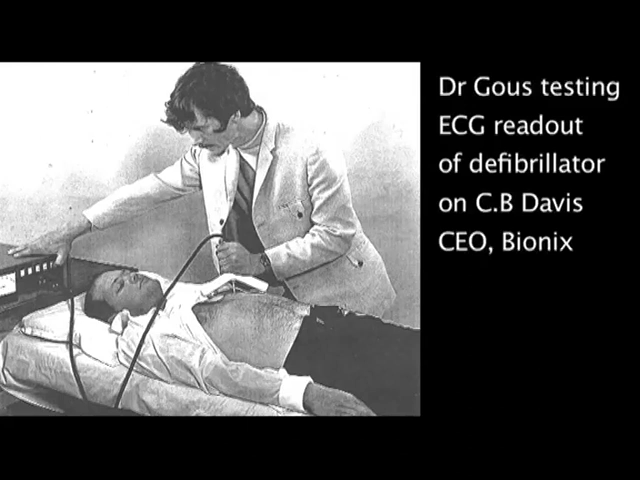 Dr Gous testing
ECG readout
of defibrillator
on C.B Davis
CEO, Bionix